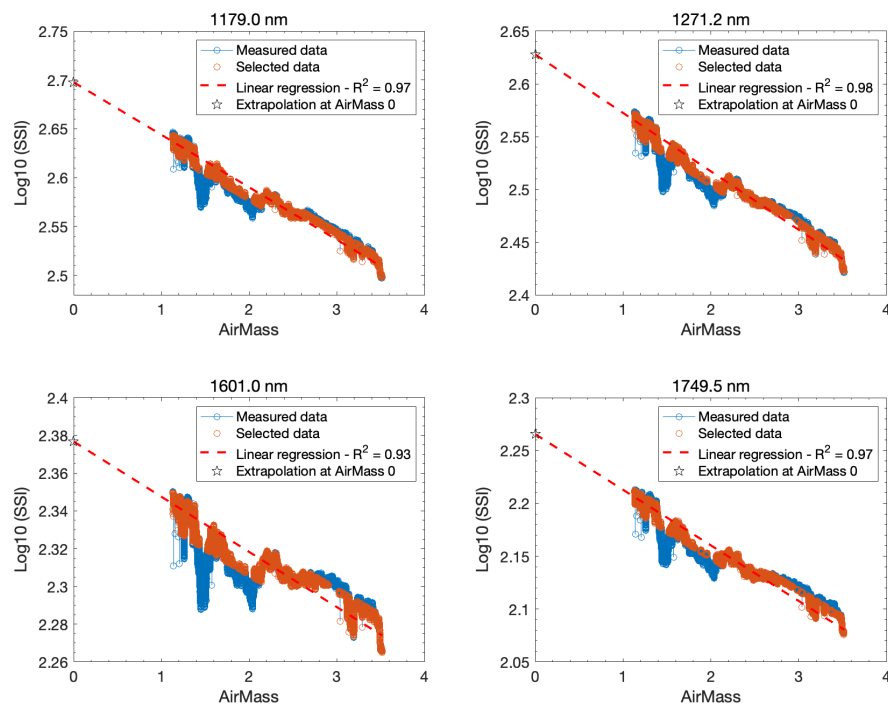 1179.0 nm
2.75
2.7
2.65
2.6
2.55
2.5
Log10 (SSI)
Measured data
Selected data
Linear regression - R² = 0.97
Extrapolation at AirMass 0
0 1 2 3 4
AirMass
1271.2 nm
2.65
2.6
2.55
2.5
2.45
2.4
Log10 (SSI)
Measured data
Selected data
Linear regression - R² = 0.98
Extrapolation at AirMass 0
0 1 2 3 4
AirMass
1601.0 nm
2.4
2.38
2.36
2.34
2.32
2.3
2.28
2.26
Log10 (SSI)
Measured data
Selected data
Linear regression - R² = 0.93
Extrapolation at AirMass 0
0 1 2 3 4
AirMass
1749.5 nm
2.3
2.25
2.2
2.15
2.1
2.05
Log10 (SSI)
Measured data
Selected data
Linear regression - R² = 0.97
Extrapolation at AirMass 0
0 1 2 3 4
AirMass